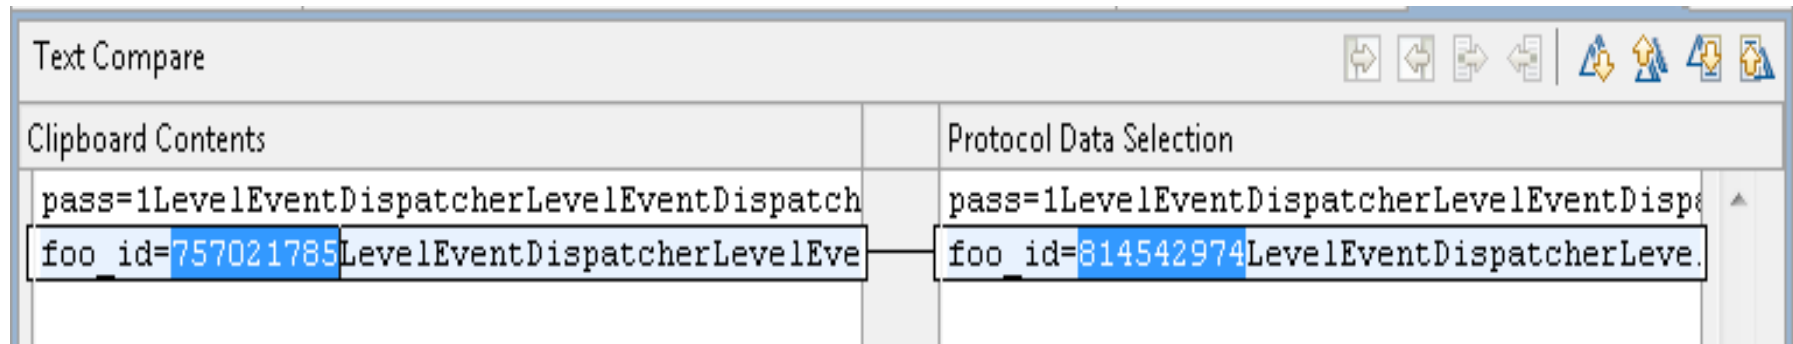 Text Compare
Clipboard Contents
Protocol Data Selection
pass=1LevelEventDispatcherLevelEventDispatch
pass=1LevelEventDispatcherLevelEventDisp
foo_id=757021785LevelEventDispatcherLevelEve
foo_id=814542974LevelEventDispatcherLeve